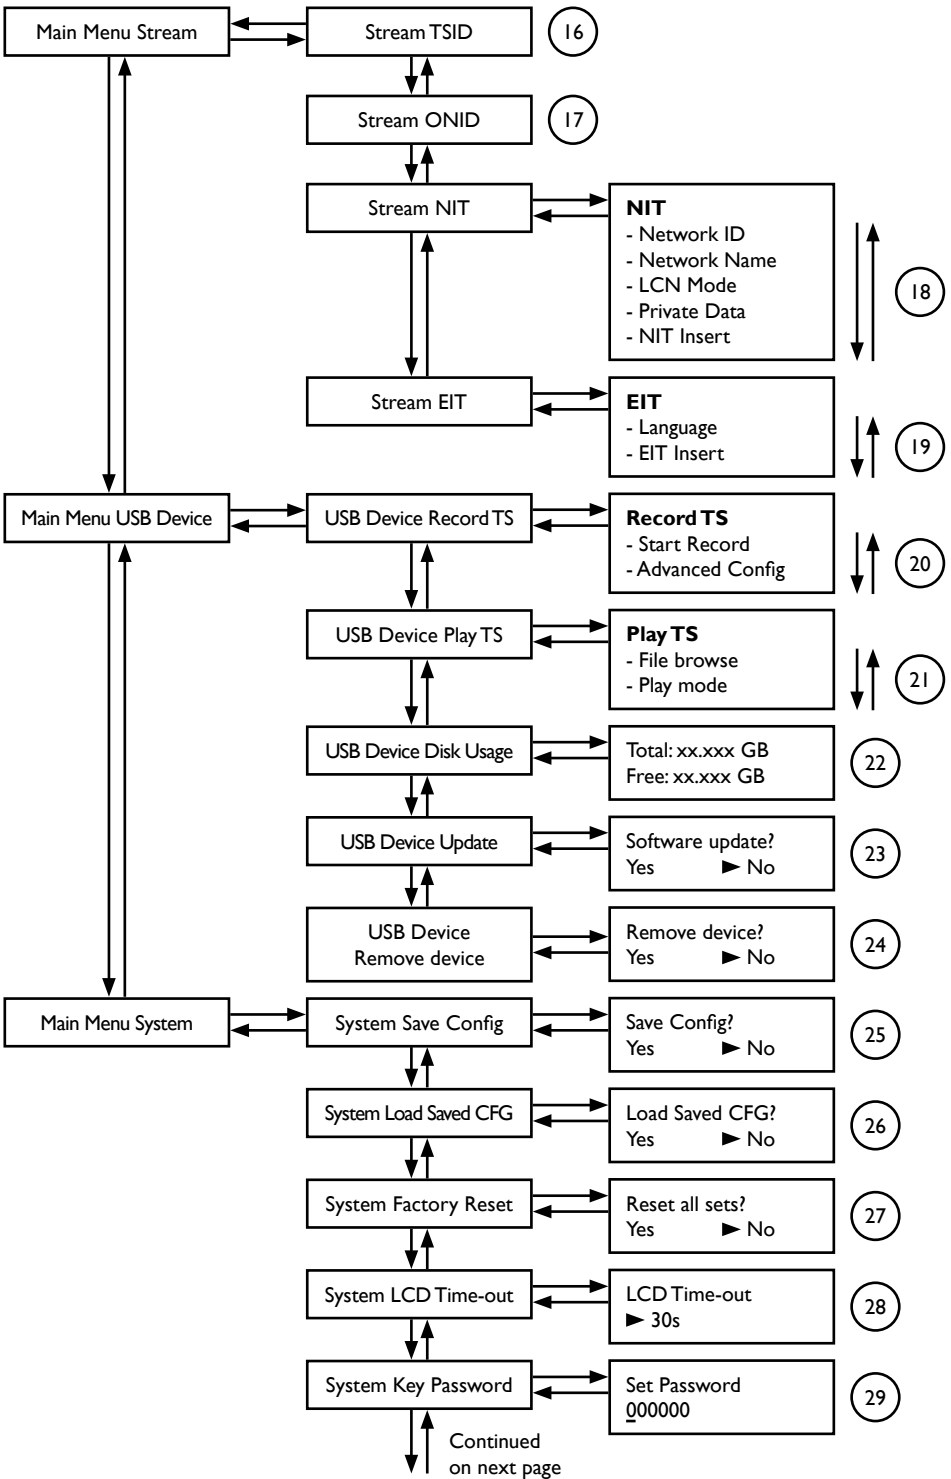 Main Menu Stream
Stream TSID
16
Stream ONID
17
Stream NIT
NIT
- Network ID
- Network Name
- LCN Mode
- Private Data
- NIT Insert
18
Stream EIT
EIT
- Language
- EIT Insert
19
Main Menu USB Device
USB Device Record TS
Record TS
- Start Record
- Advanced Config
20
USB Device Play TS
Play TS
- File browse
- Play mode
21
USB Device Disk Usage
Total: xx.xxx GB
Free: xx.xxx GB
22
USB Device Update
Software update?
Yes ► No
23
USB Device
Remove device
Remove device?
Yes ► No
24
Main Menu System
System Save Config
Save Config?
Yes ► No
25
System Load Saved CFG
Load Saved CFG?
Yes ► No
26
System Factory Reset
Reset all sets?
Yes ► No
27
System LCD Time-out
LCD Time-out
► 30s
28
System Key Password
Set Password
000000
29
Continued
on next page